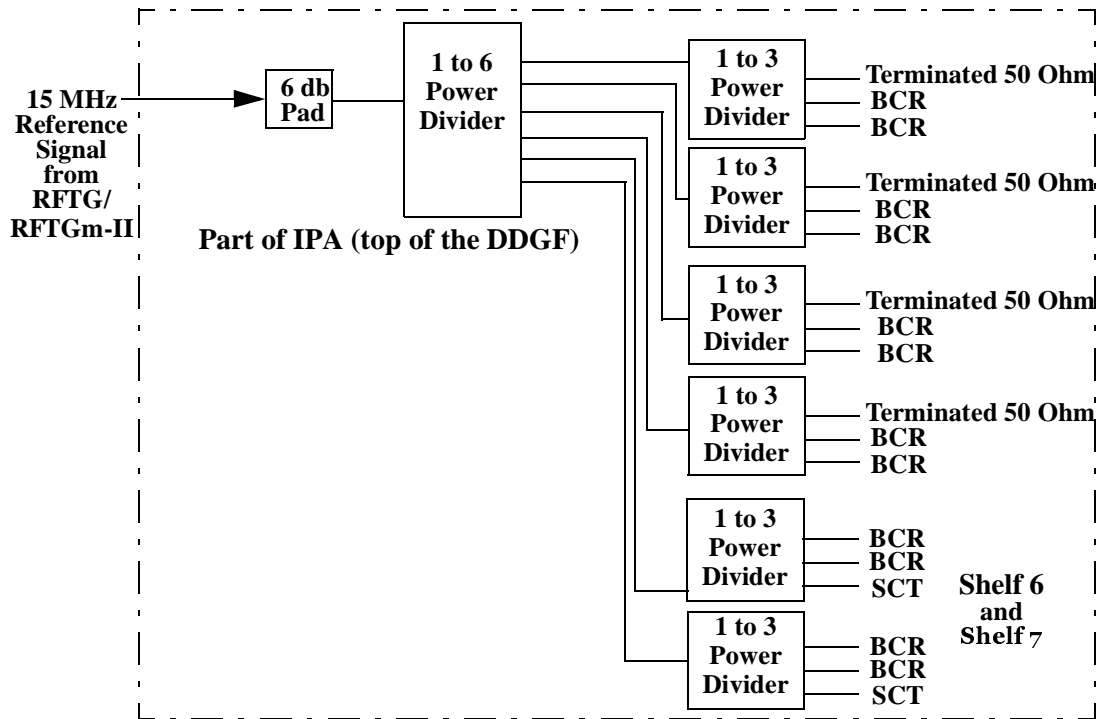 15 MHz
Reference
Signal
from
RFTG/
RFTGm-II
6 db
Pad
1 to 6
Power
Divider
Part of IPA (top of the DDGF)
1 to 3
Power
Divider
Terminated 50 Ohm
BCR
BCR
1 to 3
Power
Divider
Terminated 50 Ohm
BCR
BCR
1 to 3
Power
Divider
Terminated 50 Ohm
BCR
BCR
1 to 3
Power
Divider
Terminated 50 Ohm
BCR
BCR
1 to 3
Power
Divider
BCR
BCR
SCT
1 to 3
Power
Divider
BCR
BCR
SCT
Shelf 6
and
Shelf 7